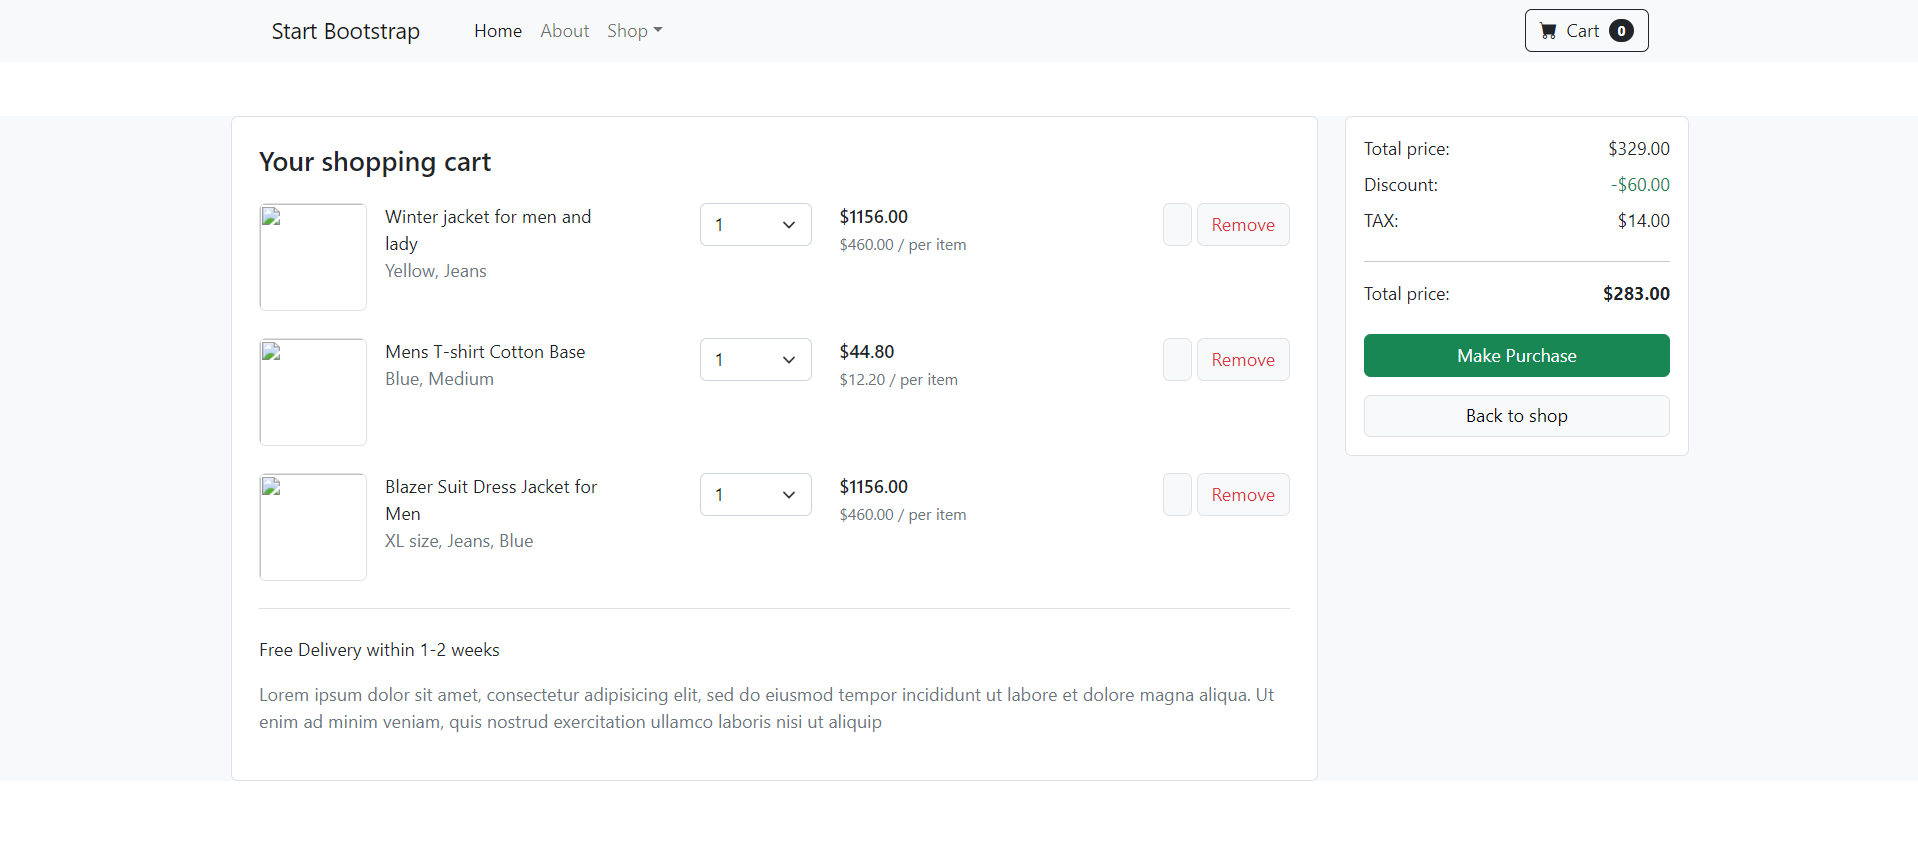 Start Bootstrap
Home About Shop
Cart 0
Your shopping cart
Winter jacket for men and
lady
Yellow, Jeans
1
$1156.00
$460.00 / per item
Remove
Mens T-shirt Cotton Base
Blue, Medium
1
$44.80
$12.20 / per item
Remove
Blazer Suit Dress Jacket for
Men
XL size, Jeans, Blue
1
$1156.00
$460.00 / per item
Remove
Free Delivery within 1-2 weeks
Lorem ipsum dolor sit amet, consectetur adipisicing elit, sed do eiusmod tempor incididunt ut labore et dolore magna aliqua. Ut
enim ad minim veniam, quis nostrud exercitation ullamco laboris nisi ut aliquip
Total price: $329.00
Discount: -$60.00
TAX: $14.00
Total price: $283.00
Make Purchase
Back to shop